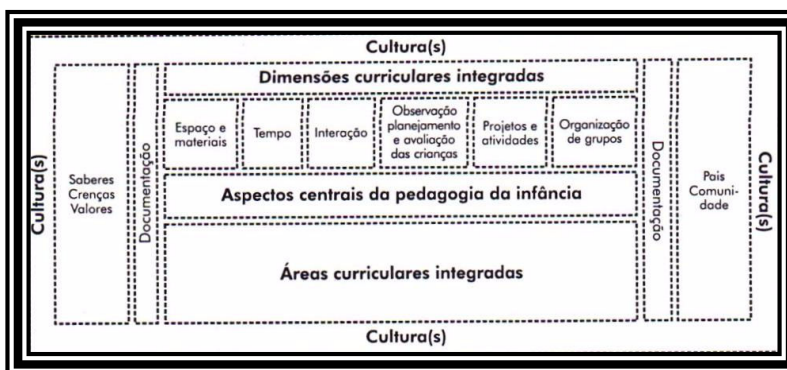 Cultura(s)
Dimensões curriculares integradas
Cultura(s)
Saberes
Crenças
Valores
Documentação
Espaço e
materiais
Tempo
Interação
Observação
planejamento
e avaliação
das crianças
Projetos e
atividades
Organização
de grupos
Documentação
Pais
Comuni-
dade
Cultura(s)
Aspectos centrais da pedagogia da infância
Áreas curriculares integradas
Cultura(s)